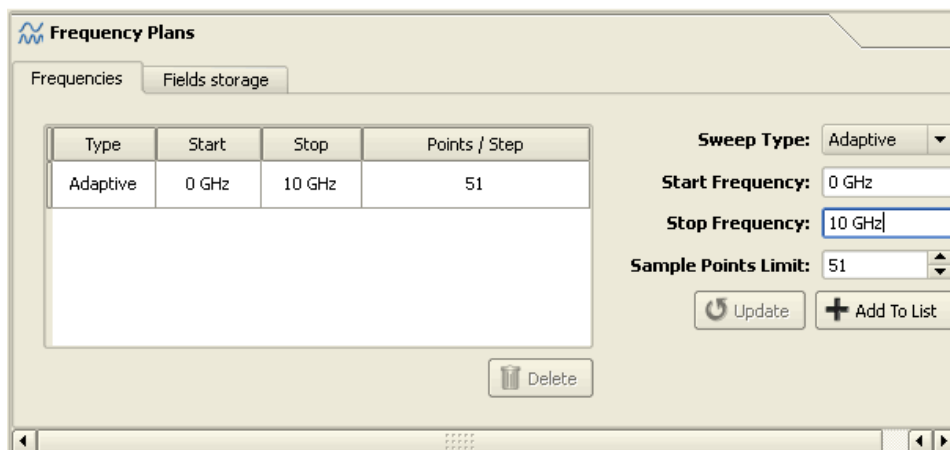 Frequency Plans
Frequencies Fields storage
Type Start Stop Points / Step
Adaptive 0 GHz 10 GHz 51
Sweep Type: Adaptive
Start Frequency: 0 GHz
Stop Frequency: 10 GHz
Sample Points Limit: 51
Update Add To List
Delete